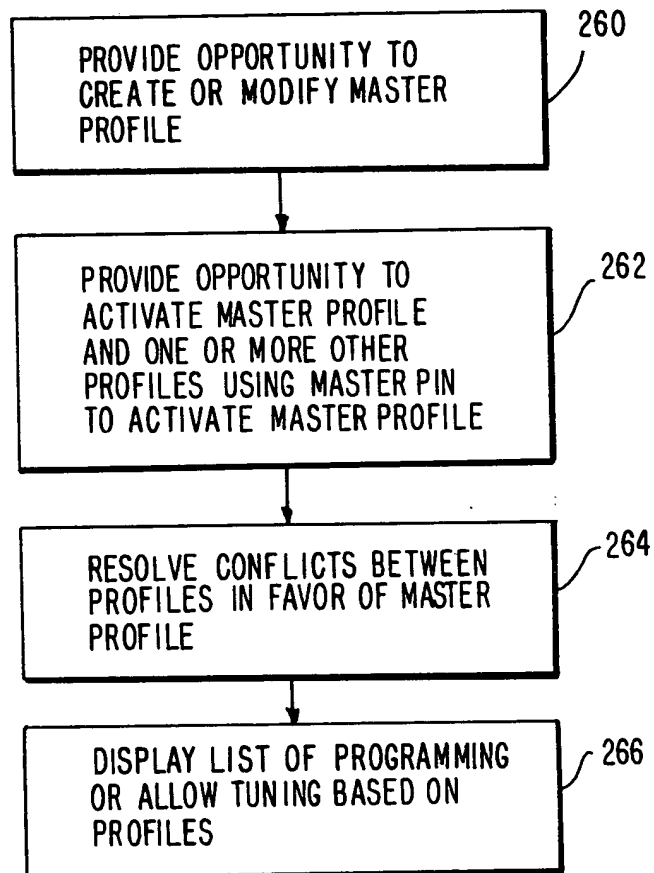 PROVIDE OPPORTUNITY TO
CREATE OR MODIFY MASTER
PROFILE
260
PROVIDE OPPORTUNITY TO
ACTIVATE MASTER PROFILE
AND ONE OR MORE OTHER
PROFILES USING MASTER PIN
TO ACTIVATE MASTER PROFILE
262
RESOLVE CONFLICTS BETWEEN
PROFILES IN FAVOR OF MASTER
PROFILE
264
DISPLAY LIST OF PROGRAMMING
OR ALLOW TUNING BASED ON
PROFILES
266